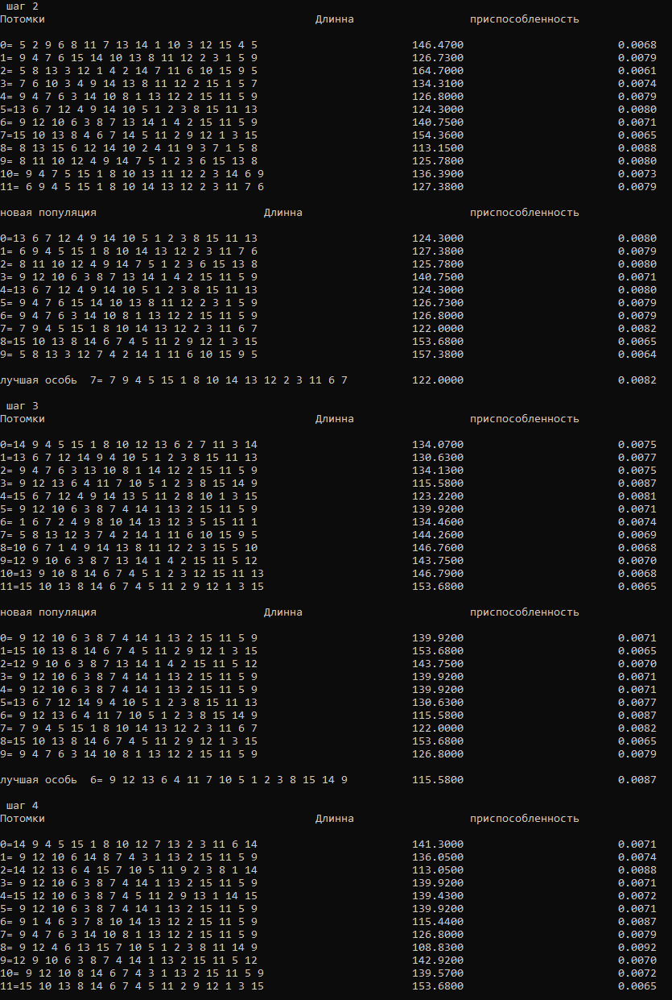 шаг 2
Потомки Длинна приспособленность
0= 5 2 9 6 8 11 7 13 14 1 10 3 12 15 4 5 146.4700 0.0068
1= 9 4 7 6 15 14 10 13 8 11 12 2 3 1 5 9 126.7300 0.0079
2= 5 8 13 3 12 1 4 2 14 7 11 6 10 15 9 5 164.7000 0.0061
3= 7 6 10 3 4 9 14 13 8 11 12 2 15 1 5 7 134.3100 0.0074
4= 9 4 7 6 3 14 10 8 1 13 12 2 15 11 5 9 126.8000 0.0079
5=13 6 7 12 4 9 14 10 5 1 2 3 8 15 11 13 124.3000 0.0080
6= 9 12 10 6 3 8 7 13 14 1 4 2 15 11 5 9 140.7500 0.0071
7=15 10 13 8 4 6 7 14 5 11 2 9 12 1 3 15 154.3600 0.0065
8= 8 13 15 6 12 14 10 2 4 11 9 3 7 1 5 8 113.1500 0.0088
9= 8 11 10 12 4 9 14 7 5 1 2 3 6 15 13 8 125.7800 0.0080
10= 9 4 7 5 15 1 8 10 13 11 12 2 3 14 6 9 136.3900 0.0073
11= 6 9 4 5 15 1 8 10 14 13 12 2 3 11 7 6 127.3800 0.0079
новая популяция Длинна приспособленность
0=13 6 7 12 4 9 14 10 5 1 2 3 8 15 11 13 124.3000 0.0080
1= 6 9 4 5 15 1 8 10 14 13 12 2 3 11 7 6 127.3800 0.0079
2= 8 11 10 12 4 9 14 7 5 1 2 3 6 15 13 8 125.7800 0.0080
3= 9 12 10 6 3 8 7 13 14 1 4 2 15 11 5 9 140.7500 0.0071
4=13 6 7 12 4 9 14 10 5 1 2 3 8 15 11 13 124.3000 0.0080
5= 9 4 7 6 15 14 10 13 8 11 12 2 3 1 5 9 126.7300 0.0079
6= 9 4 7 6 3 14 10 8 1 13 12 2 15 11 5 9 126.8000 0.0079
7= 7 9 4 5 15 1 8 10 14 13 12 2 3 11 6 7 122.0000 0.0082
8=15 10 13 8 14 6 7 4 5 11 2 9 12 1 3 15 153.6800 0.0065
9= 5 8 13 3 12 7 4 2 14 1 11 6 10 15 9 5 157.3800 0.0064
лучшая особь 7= 7 9 4 5 15 1 8 10 14 13 12 2 3 11 6 7 122.0000 0.0082
шаг 3
Потомки Длинна приспособленность
0=14 9 4 5 15 1 8 10 12 13 6 2 7 11 3 14 134.0700 0.0075
1=13 6 7 12 14 9 4 10 5 1 2 3 8 15 11 13 130.6300 0.0077
2= 9 4 7 6 3 13 10 8 1 14 12 2 15 11 5 9 134.1300 0.0075
3= 9 12 13 6 4 11 7 10 5 1 2 3 8 15 14 9 115.5800 0.0087
4=15 6 7 12 4 9 14 13 5 11 2 8 10 1 3 15 123.2200 0.0081
5= 9 12 10 6 3 8 7 4 14 1 13 2 15 11 5 9 139.9200 0.0071
6= 1 6 7 2 4 9 8 10 14 13 12 3 5 15 11 1 134.4600 0.0074
7= 5 8 13 12 3 7 4 2 14 1 11 6 10 15 9 5 144.2600 0.0069
8=10 6 7 1 4 9 14 13 8 11 12 2 3 15 5 10 146.7600 0.0068
9=12 9 10 6 3 8 7 13 14 1 4 2 15 11 5 12 143.7500 0.0070
10=13 9 10 8 14 6 7 4 5 1 2 3 12 15 11 13 146.7900 0.0068
11=15 10 13 8 14 6 7 4 5 11 2 9 12 1 3 15 153.6800 0.0065
новая популяция Длинна приспособленность
0= 9 12 10 6 3 8 7 4 14 1 13 2 15 11 5 9 139.9200 0.0071
1=15 10 13 8 14 6 7 4 5 11 2 9 12 1 3 15 153.6800 0.0065
2=12 9 10 6 3 8 7 13 14 1 4 2 15 11 5 12 143.7500 0.0070
3= 9 12 10 6 3 8 7 4 14 1 13 2 15 11 5 9 139.9200 0.0071
4= 9 12 10 6 3 8 7 4 14 1 13 2 15 11 5 9 139.9200 0.0071
5=13 6 7 12 14 9 4 10 5 1 2 3 8 15 11 13 130.6300 0.0077
6= 9 12 13 6 4 11 7 10 5 1 2 3 8 15 14 9 115.5800 0.0087
7= 7 9 4 5 15 1 8 10 14 13 12 2 3 11 6 7 122.0000 0.0082
8=15 10 13 8 14 6 7 4 5 11 2 9 12 1 3 15 153.6800 0.0065
9= 9 4 7 6 3 14 10 8 1 13 12 2 15 11 5 9 126.8000 0.0079
лучшая особь 6= 9 12 13 6 4 11 7 10 5 1 2 3 8 15 14 9 115.5800 0.0087
шаг 4
Потомки Длинна приспособленность
0=14 9 4 5 15 1 8 10 12 7 13 2 3 11 6 14 141.3000 0.0071
1= 9 12 10 6 14 8 7 4 3 1 13 2 15 11 5 9 136.0500 0.0074
2=14 12 13 6 4 15 7 10 5 11 9 2 3 8 1 14 113.0500 0.0088
3= 9 12 10 6 3 8 7 4 14 1 13 2 15 11 5 9 139.9200 0.0071
4=15 12 10 6 3 8 7 4 5 11 2 9 13 1 14 15 139.4300 0.0072
5= 9 12 10 6 3 8 7 4 14 1 13 2 15 11 5 9 139.9200 0.0071
6= 9 1 4 6 3 7 8 10 14 13 12 2 15 11 5 9 115.4400 0.0087
7= 9 4 7 6 3 14 10 8 1 13 12 2 15 11 5 9 126.8000 0.0079
8= 9 12 4 6 13 15 7 10 5 1 2 3 8 11 14 9 108.8300 0.0092
9=12 9 10 6 3 8 7 4 14 1 13 2 15 11 5 12 142.9200 0.0070
10= 9 12 10 8 14 6 7 4 3 1 13 2 15 11 5 9 139.5700 0.0072
11=15 10 13 8 14 6 7 4 5 11 2 9 12 1 3 15 153.6800 0.0065